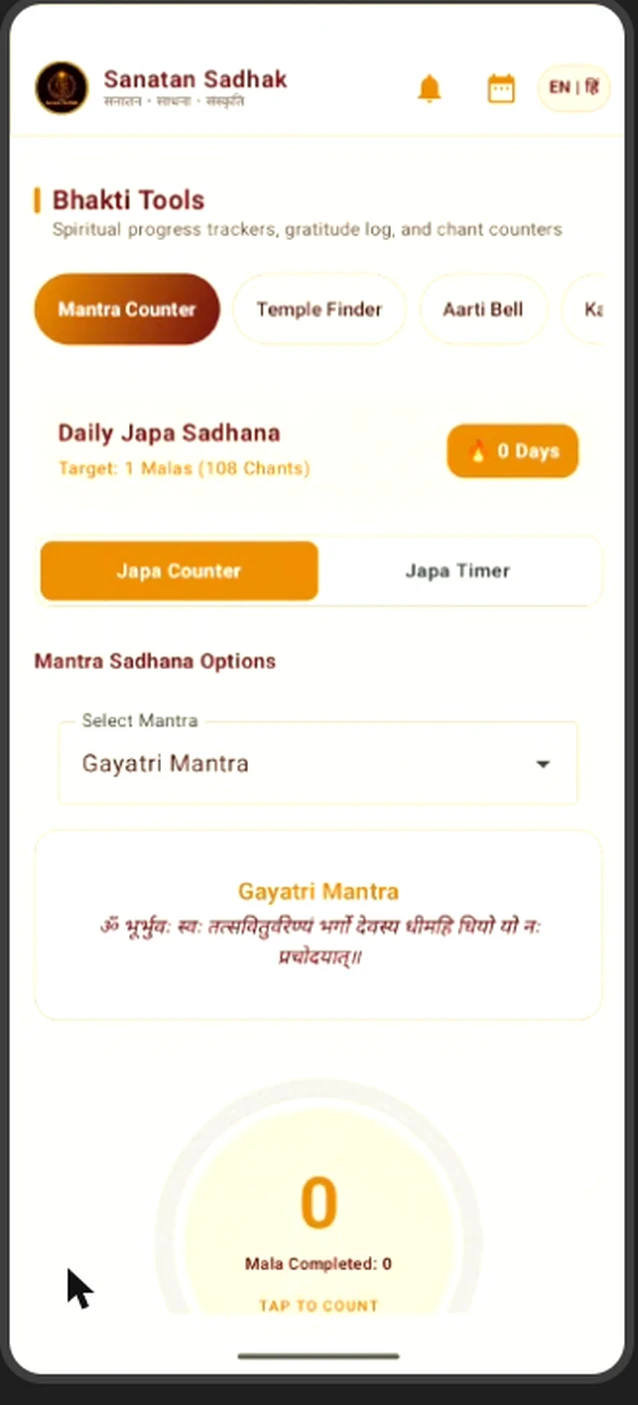 Sanatan Sadhak
सनातन • साधना • संस्कृति
EN | हिं
Bhakti Tools
Spiritual progress trackers, gratitude log, and chant counters
Mantra Counter
Temple Finder
Aarti Bell
Ka
Daily Japa Sadhana
Target: 1 Malas (108 Chants)
🔥 0 Days
Japa Counter
Japa Timer
Mantra Sadhana Options
Select Mantra
Gayatri Mantra
Gayatri Mantra
ॐ भूर्भुवः स्वः तत्सवितुर्वरेण्यं भर्गो देवस्य धीमहि धियो यो नः
प्रचोदयात्॥
0
Mala Completed: 0
TAP TO COUNT